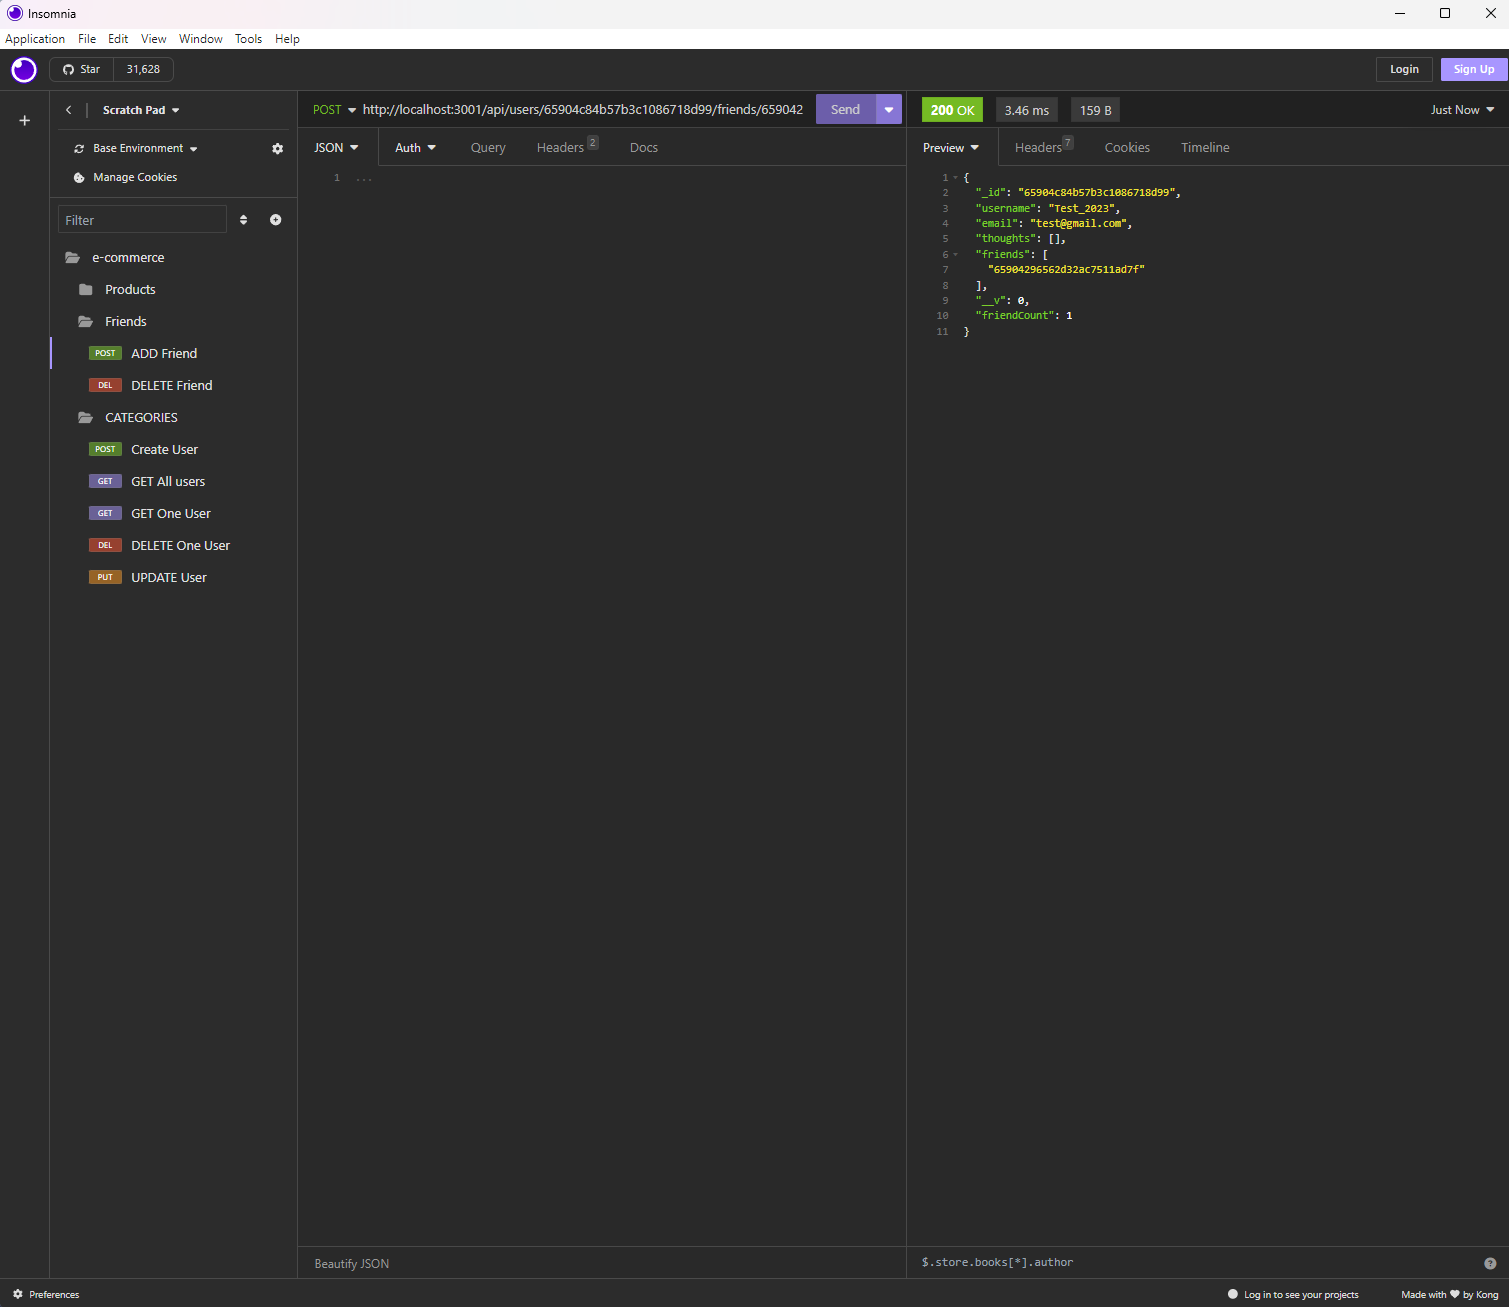 Insomnia
Application File Edit View Window Tools Help
Star 31,628 Login Sign Up
Scratch Pad
Base Environment
Manage Cookies
Filter
e-commerce
Products
Friends
POST ADD Friend
DEL DELETE Friend
CATEGORIES
POST Create User
GET GET All users
GET GET One User
DEL DELETE One User
PUT UPDATE User
POST http://localhost:3001/api/users/65904c84b57b3c1086718d99/friends/659042 Send
JSON Auth Query Headers 2 Docs
1 ...
Beautify JSON
200 OK 3.46 ms 159 B Just Now
Preview Headers 7 Cookies Timeline
1 {
2 "_id": "65904c84b57b3c1086718d99",
3 "username": "Test_2023",
4 "email": "test@gmail.com",
5 "thoughts": [],
6 "friends": [
7 "65904296562d32ac7511ad7f"
8 ],
9 "__v": 0,
10 "friendCount": 1
11 }
$.store.books[*].author
Preferences
Log in to see your projects
Made with ♥ by Kong